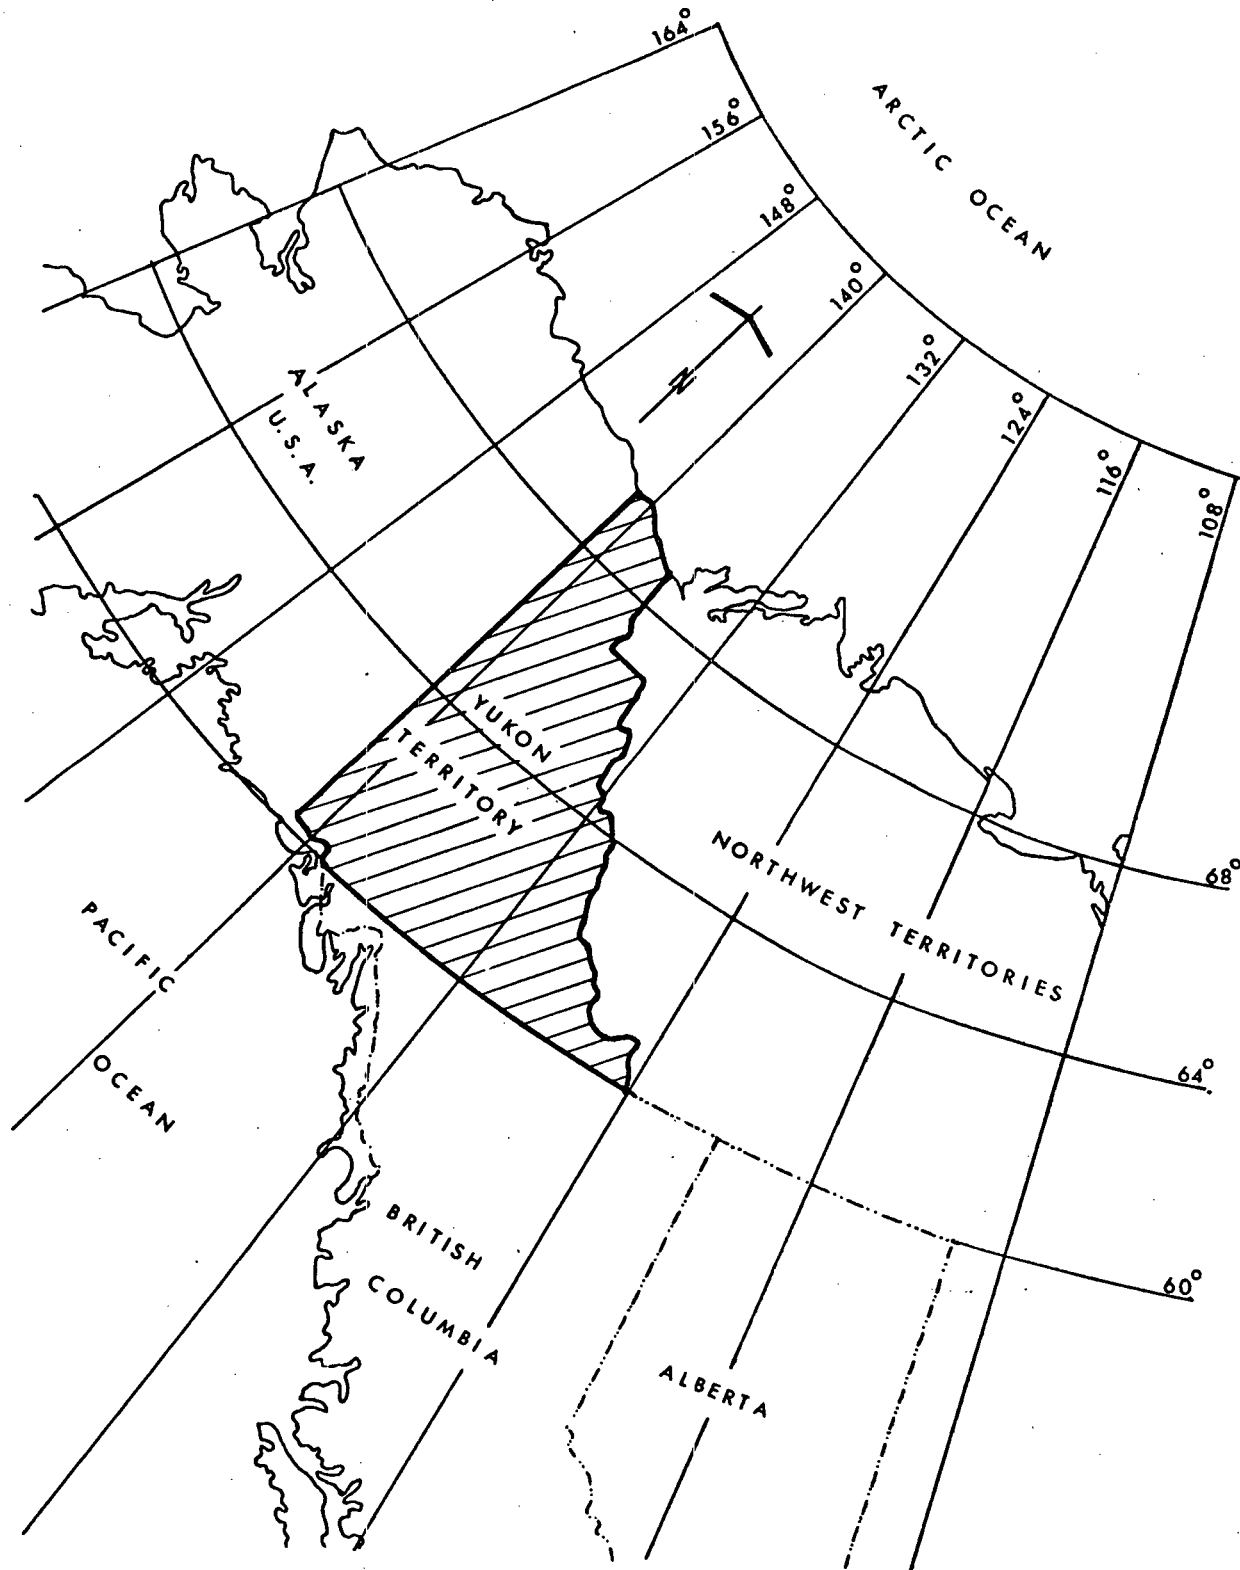 164°
156°
148°
140°
132°
124°
116°
108°
ARCTIC
OCEAN
N
ALASKA
U.S.A.
YUKON
TERRITORY
NORTHWEST TERRITORIES
68°
64°
60°
PACIFIC
OCEAN
BRITISH
COLUMBIA
ALBERTA